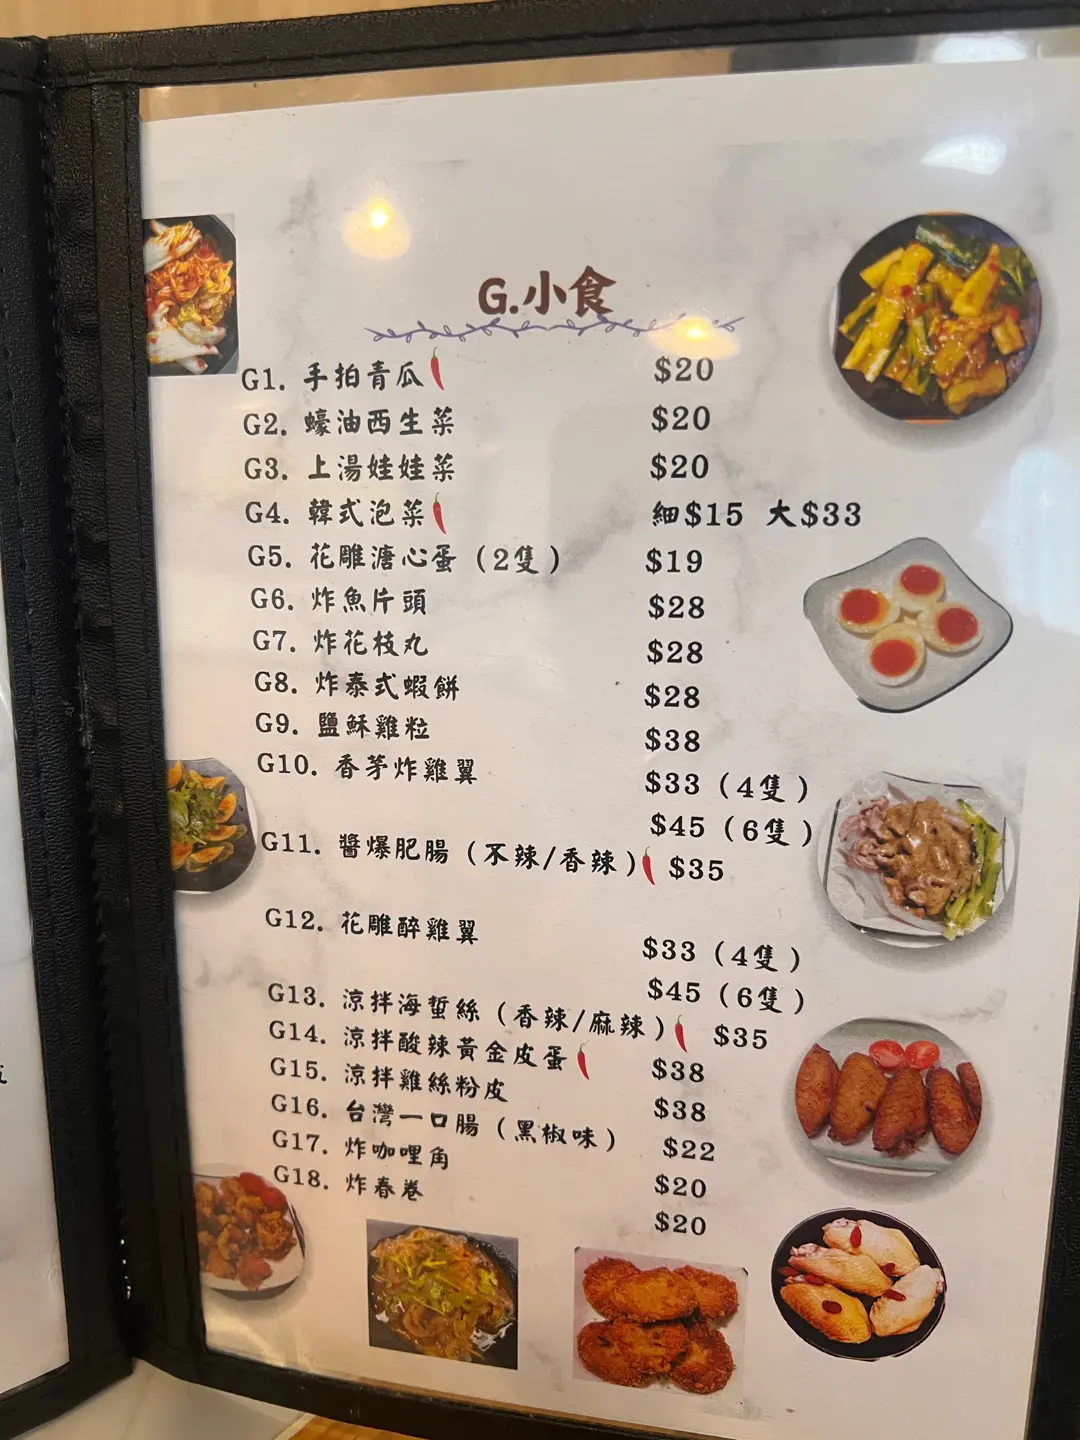 G.小食
G1. 手拍青瓜 $20
G2. 蠔油西生菜 $20
G3. 上湯娃娃菜 $20
G4. 韓式泡菜 細$15 大$33
G5. 花雕溏心蛋（2隻） $19
G6. 炸魚片頭 $28
G7. 炸花枝丸 $28
G8. 炸泰式蝦餅 $28
G9. 鹽酥雞粒 $38
G10. 香茅炸雞翼 $33（4隻）
$45（6隻）
G11. 醬爆肥腸（不辣/香辣） $35
G12. 花雕醉雞翼 $33（4隻）
$45（6隻）
G13. 涼拌海蜇絲（香辣/麻辣） $35
G14. 涼拌酸辣黃金皮蛋 $38
G15. 涼拌雞絲粉皮 $38
G16. 台灣一口腸（黑椒味） $22
G17. 炸咖喱角 $20
G18. 炸春卷 $20